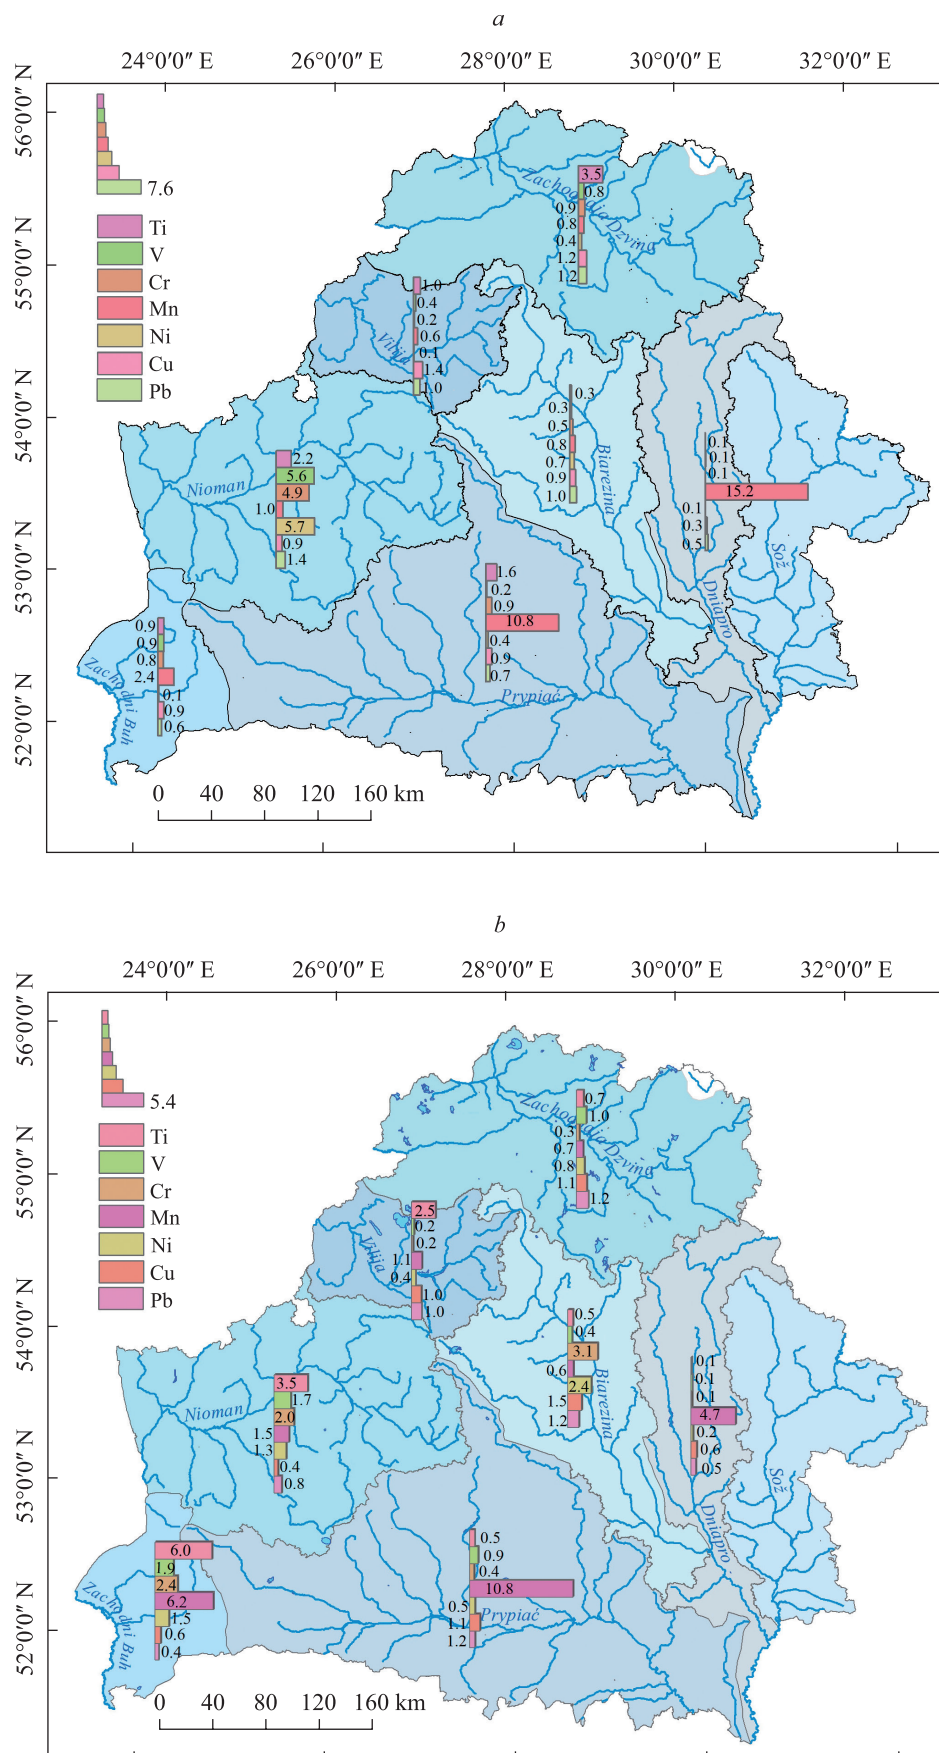 a
24°0′0″ E 26°0′0″ E 28°0′0″ E 30°0′0″ E 32°0′0″ E
56°0′0″ N
55°0′0″ N
54°0′0″ N
53°0′0″ N
52°0′0″ N
7.6
Ti
V
Cr
Mn
Ni
Cu
Pb
Zachodniaja Dzvina
3.5
0.8
0.9
0.8
0.4
1.2
1.2
Vilija
1.0
0.4
0.2
0.6
0.1
1.4
1.0
Biarezina
0.3
0.3
0.5
0.8
0.7
0.9
1.0
Nioman
2.2
5.6
4.9
1.0
5.7
0.9
1.4
Dniapro
0.1
0.1
0.1
15.2
0.1
0.3
0.5
Sož
Prypiać
1.6
0.2
0.9
10.8
0.4
0.9
0.7
Zachodni Buh
0.9
0.9
0.8
2.4
0.1
0.9
0.6
0 40 80 120 160 km
b
24°0′0″ E 26°0′0″ E 28°0′0″ E 30°0′0″ E 32°0′0″ E
56°0′0″ N
55°0′0″ N
54°0′0″ N
53°0′0″ N
52°0′0″ N
5.4
Ti
V
Cr
Mn
Ni
Cu
Pb
Zachodniaja Dzvina
0.7
1.0
0.3
0.7
0.8
1.1
1.2
Vilija
2.5
0.2
0.2
1.1
0.4
1.0
1.0
Biarezina
0.5
0.4
3.1
0.6
2.4
1.5
1.2
Nioman
3.5
1.7
2.0
1.5
1.3
0.4
0.8
Dniapro
0.1
0.1
0.1
4.7
0.2
0.6
0.5
Sož
Prypiać
0.5
0.9
0.4
10.8
0.5
1.1
1.2
Zachodni Buh
6.0
1.9
2.4
6.2
1.5
0.6
0.4
0 40 80 120 160 km